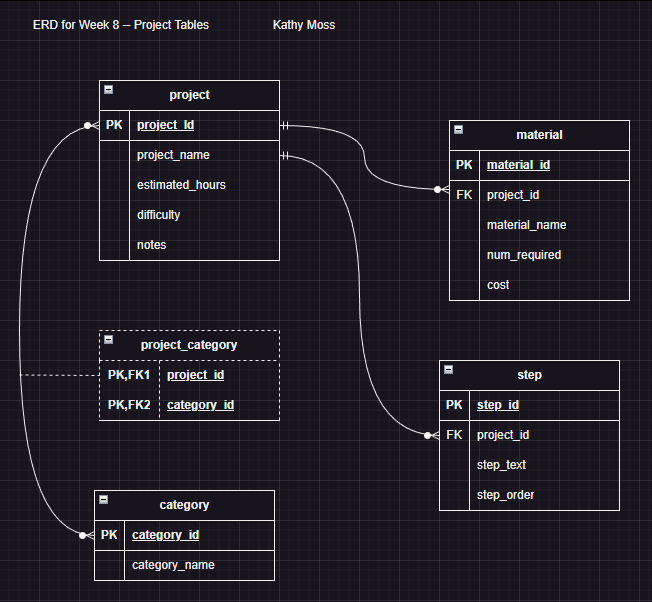 ERD for Week 8 -- Project Tables
Kathy Moss
project
PK project_Id
project_name
estimated_hours
difficulty
notes
material
PK material_id
FK project_id
material_name
num_required
cost
project_category
PK,FK1 project_id
PK,FK2 category_id
step
PK step_id
FK project_id
step_text
step_order
category
PK category_id
category_name